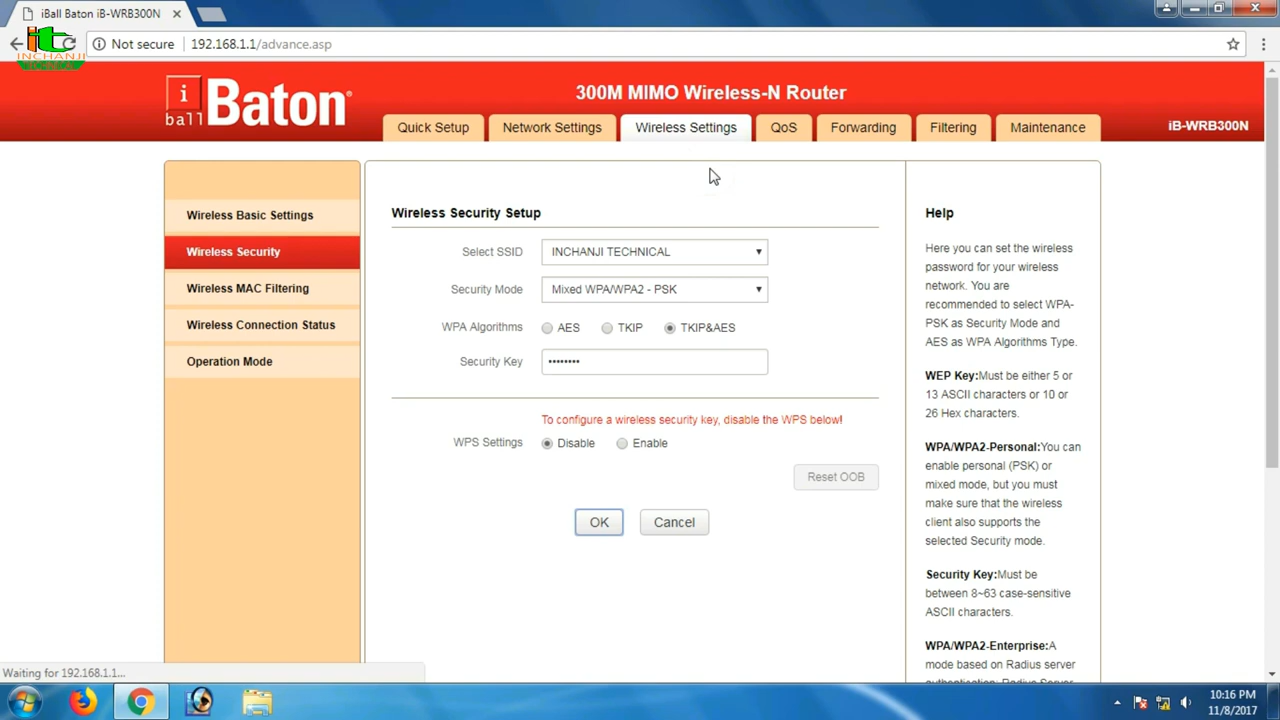 iBall Baton iB-WRB300N
Not secure
192.168.1.1/advance.asp
itc
INCHANJI
TECHNICAL
i
ball
Baton
300M MIMO Wireless-N Router
Quick Setup
Network Settings
Wireless Settings
QoS
Forwarding
Filtering
Maintenance
iB-WRB300N
Wireless Basic Settings
Wireless Security
Wireless MAC Filtering
Wireless Connection Status
Operation Mode
Wireless Security Setup
Select SSID
INCHANJI TECHNICAL
Security Mode
Mixed WPA/WPA2 - PSK
WPA Algorithms
AES
TKIP
TKIP&AES
Security Key
••••••••
To configure a wireless security key, disable the WPS below!
WPS Settings
Disable
Enable
Reset OOB
OK
Cancel
Help
Here you can set the wireless
password for your wireless
network. You are
recommended to select WPA-
PSK as Security Mode and
AES as WPA Algorithms Type.
WEP Key:Must be either 5 or
13 ASCII characters or 10 or
26 Hex characters.
WPA/WPA2-Personal:You can
enable personal (PSK) or
mixed mode, but you must
make sure that the wireless
client also supports the
selected Security mode.
Security Key:Must be
between 8~63 case-sensitive
ASCII characters.
WPA/WPA2-Enterprise:A
mode based on Radius server
authentication; Radius Server
Waiting for 192.168.1.1...
10:16 PM
11/8/2017